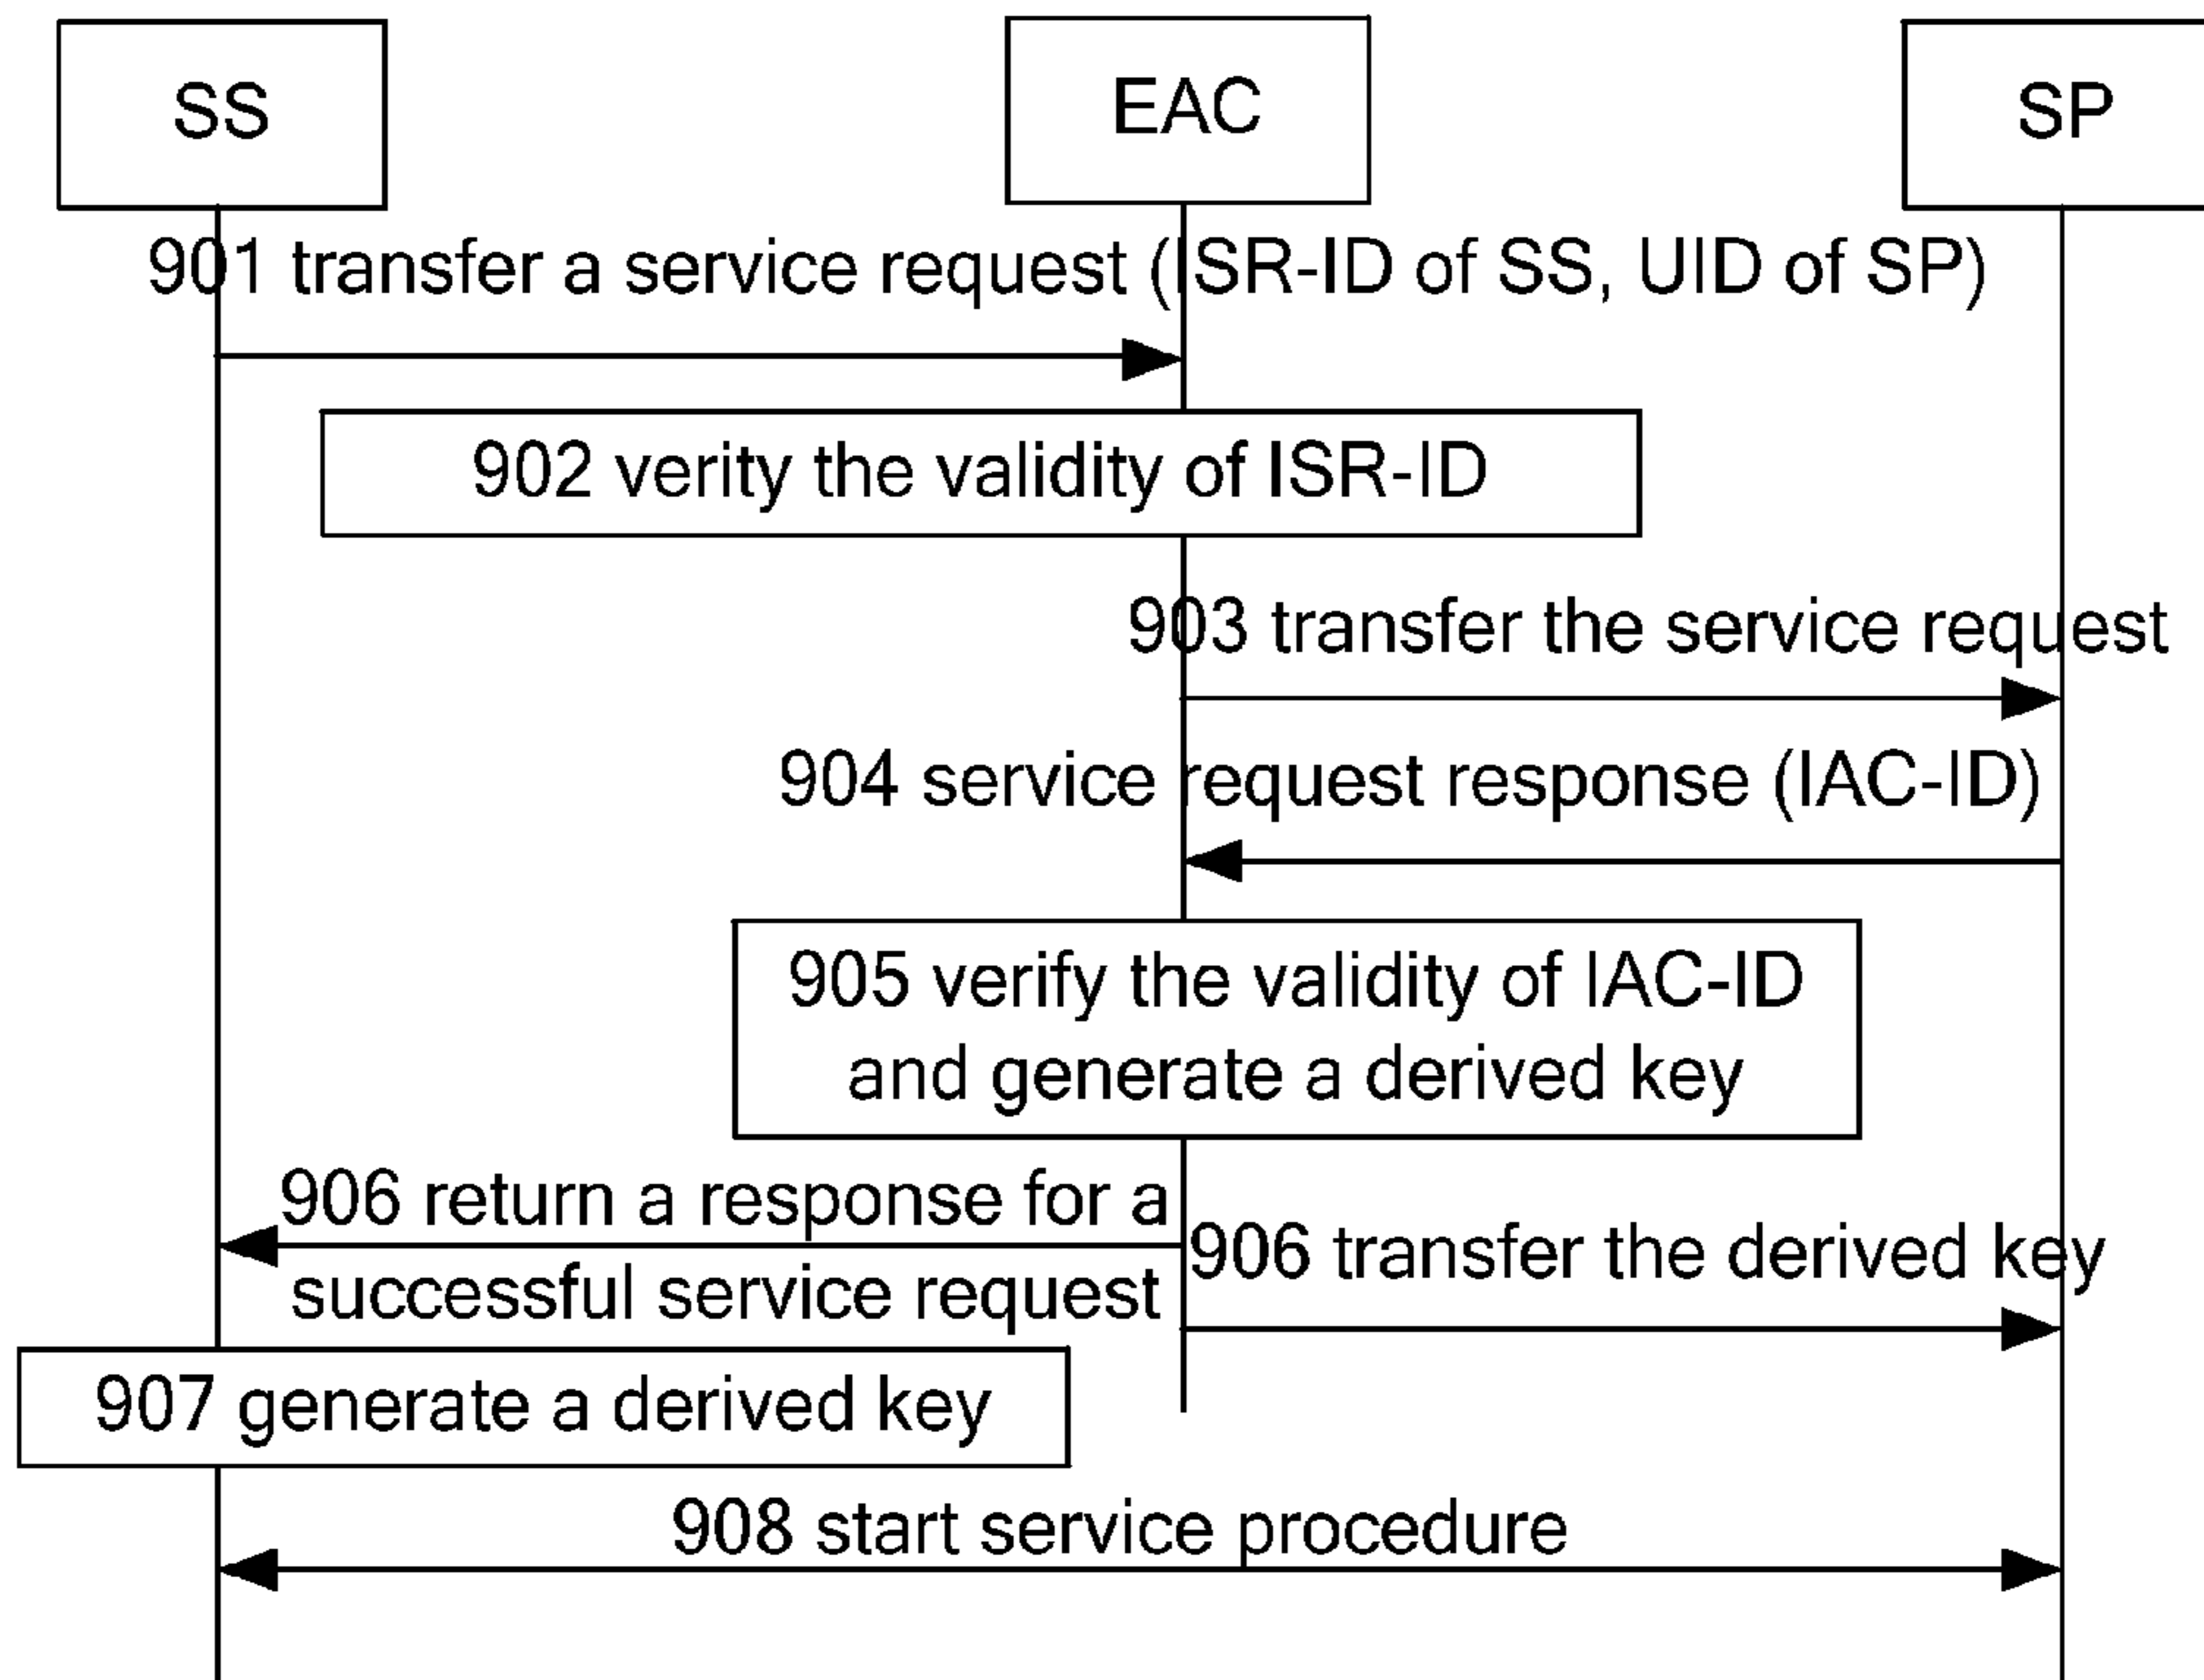 SS
EAC
SP
901 transfer a service request (ISR-ID of SS, UID of SP)
902 verity the validity of ISR-ID
903 transfer the service request
904 service request response (IAC-ID)
905 verify the validity of IAC-ID
and generate a derived key
906 return a response for a
successful service request
906 transfer the derived key
907 generate a derived key
908 start service procedure